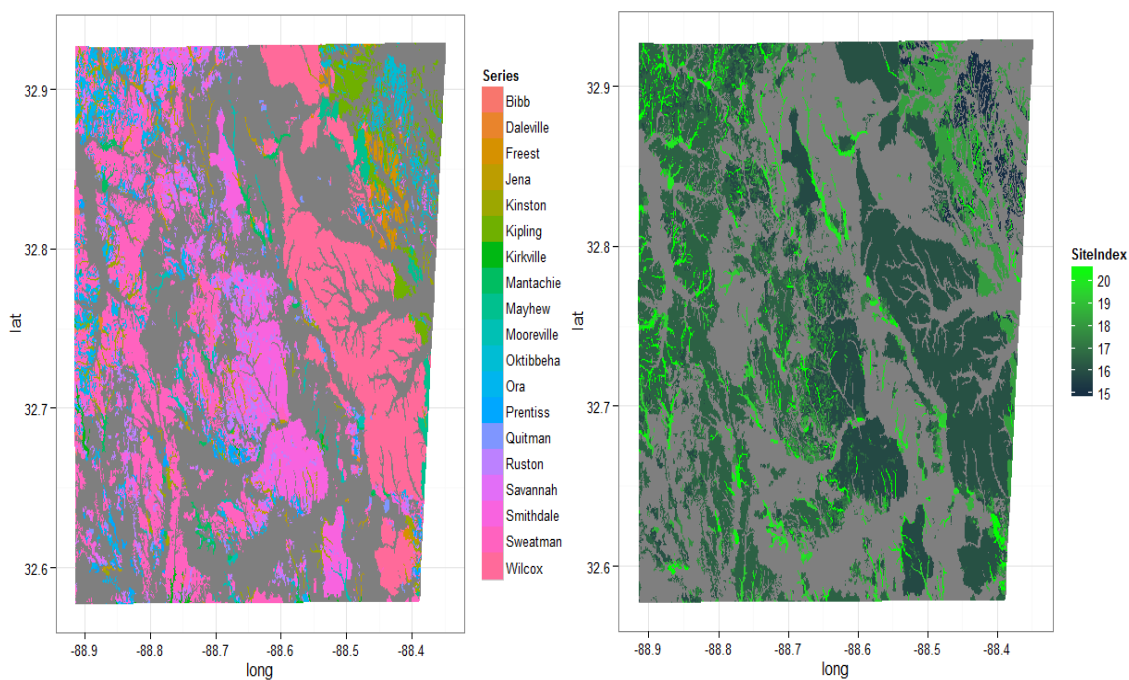 32.9
32.8
32.7
32.6
lat
-88.9
-88.8
-88.7
-88.6
-88.5
-88.4
long
Series
Bibb
Daleville
Freest
Jena
Kinston
Kipling
Kirkville
Mantachie
Mayhew
Mooreville
Oktibbeha
Ora
Prentiss
Quitman
Ruston
Savannah
Smithdale
Sweatman
Wilcox
32.9
32.8
32.7
32.6
lat
-88.9
-88.8
-88.7
-88.6
-88.5
-88.4
long
SiteIndex
20
19
18
17
16
15